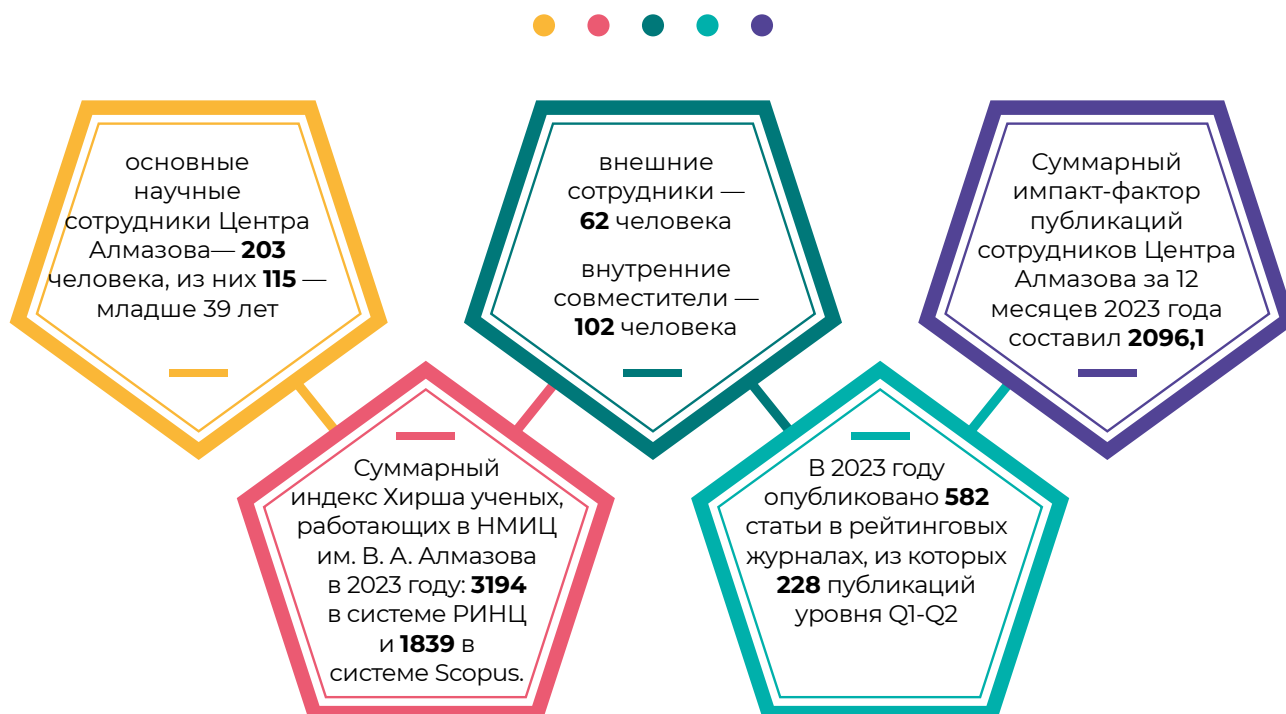 основные
научные
сотрудники Центра
Алмазова— 203
человека, из них 115 —
младше 39 лет
Суммарный
индекс Хирша ученых,
работающих в НМИЦ
им. В. А. Алмазова
в 2023 году: 3194
в системе РИНЦ
и 1839 в
системе Scopus.
внешние
сотрудники —
62 человека
внутренние
совместители —
102 человека
В 2023 году
опубликовано 582
статьи в рейтинговых
журналах, из которых
228 публикаций
уровня Q1-Q2
Суммарный
импакт-фактор
публикаций
сотрудников Центра
Алмазова за 12
месяцев 2023 года
составил 2096,1